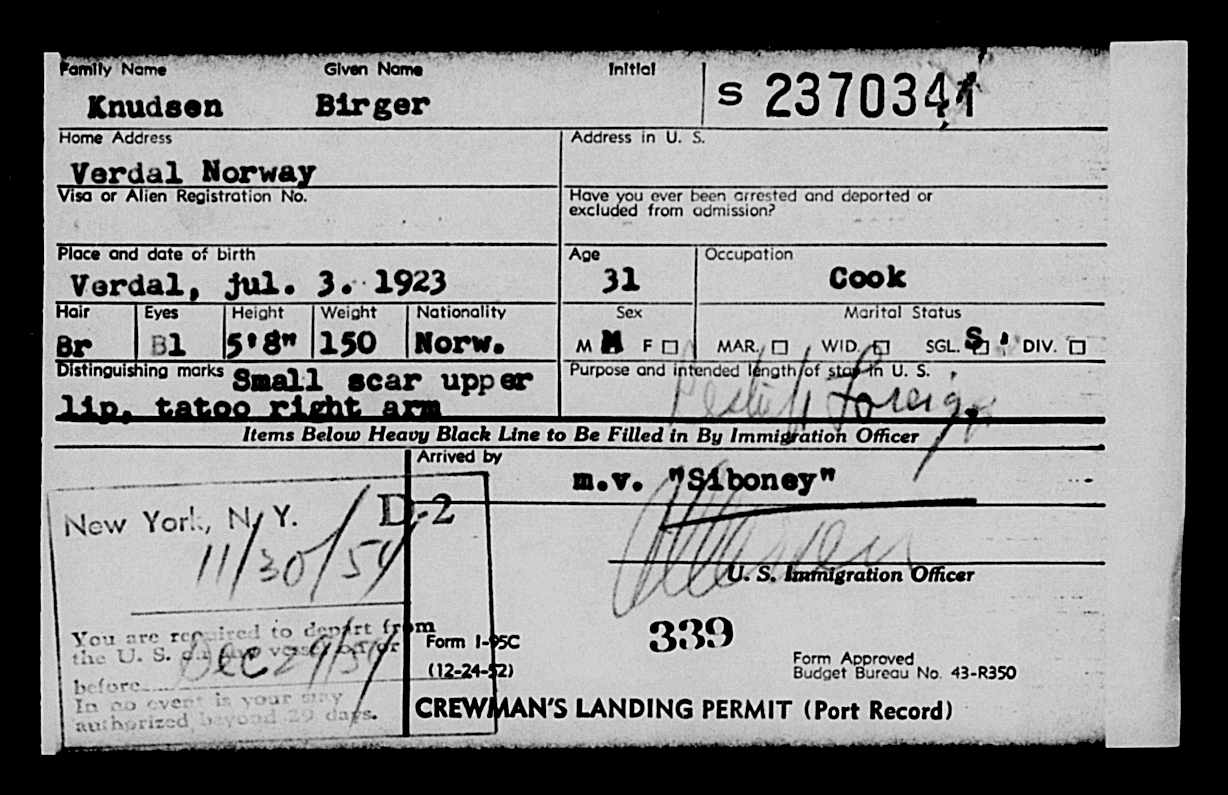 Family Name Given Name Initial
Knudsen Birger S 2370341
Home Address Address in U. S.
Verdal Norway
Visa or Alien Registration No. Have you ever been arrested and deported or
excluded from admission?
Place and date of birth Age Occupation
Verdal, jul. 3. 1923 31 Cook
Hair Eyes Height Weight Nationality Sex Marital Status
Br Bl 5'8" 150 Norw. M M F MAR. WID. SGL. S DIV.
Distinguishing marks Small scar upper Purpose and intended length of stay in U. S.
lip, tatoo right arm Foreign
Items Below Heavy Black Line to Be Filled in By Immigration Officer
Arrived by
m.v. "Siboney"
New York, N. Y. D-2
11/30/54
U. S. Immigration Officer
You are required to depart from
the U. S. on any vessel on or
before Dec 29/54
In no event is your stay
authorized beyond 29 days.
Form I-95C
(12-24-52)
339
Form Approved
Budget Bureau No. 43-R350
CREWMAN'S LANDING PERMIT (Port Record)